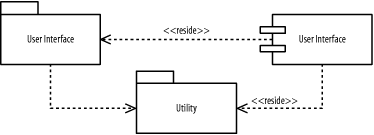 <<reside>>
User Interface
User Interface
<<reside>>
Utility